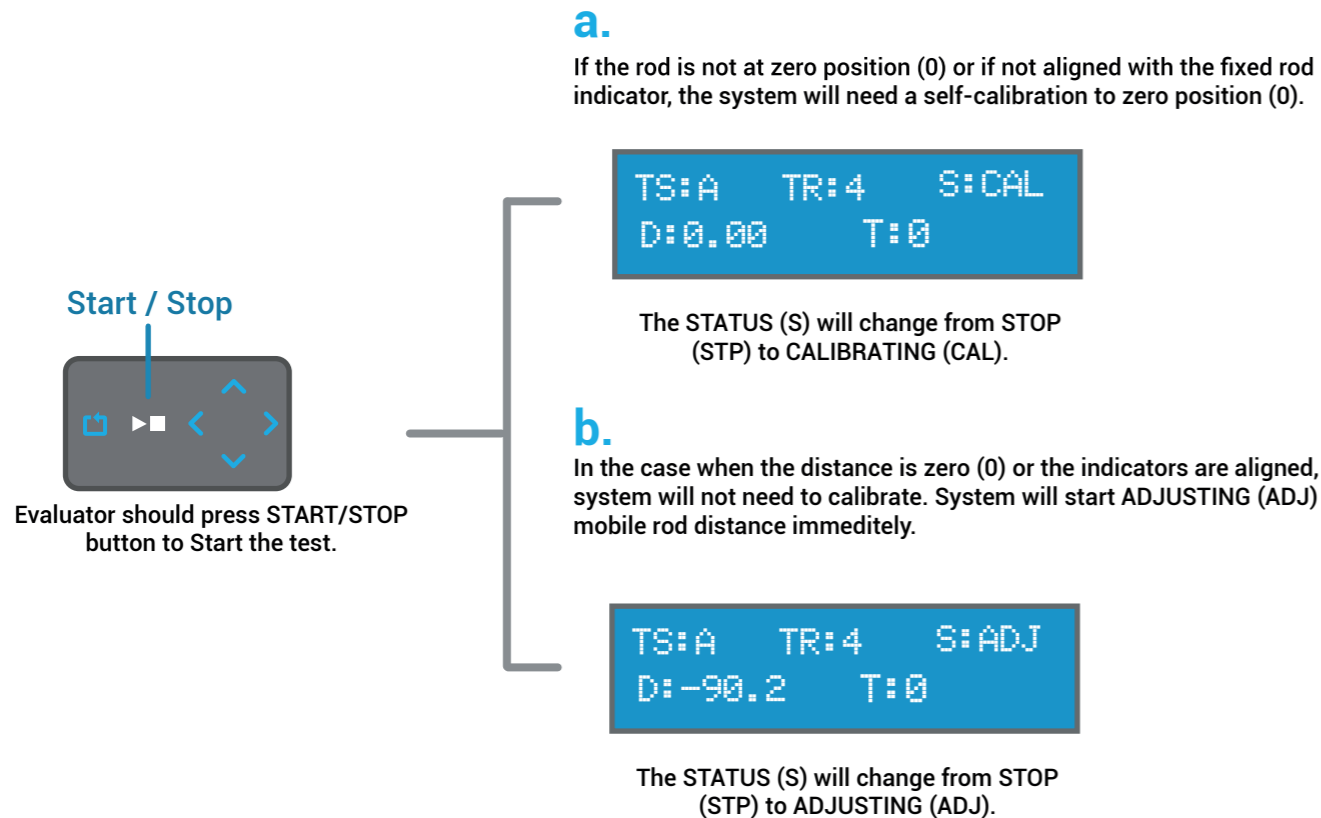 a.
If the rod is not at zero position (0) or if not aligned with the fixed rod
indicator, the system will need a self-calibration to zero position (0).
TS:A TR:4 S:CAL
D:0.00 T:0
The STATUS (S) will change from STOP
(STP) to CALIBRATING (CAL).
Start / Stop
Evaluator should press START/STOP
button to Start the test.
b.
In the case when the distance is zero (0) or the indicators are aligned,
system will not need to calibrate. System will start ADJUSTING (ADJ)
mobile rod distance immeditely.
TS:A TR:4 S:ADJ
D:-90.2 T:0
The STATUS (S) will change from STOP
(STP) to ADJUSTING (ADJ).